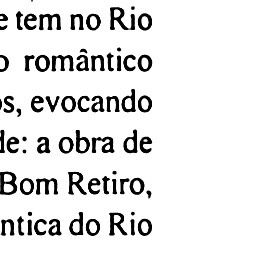 e tem no Rio
o romântico
os, evocando
de: a obra de
Bom Retiro,
ntica do Rio